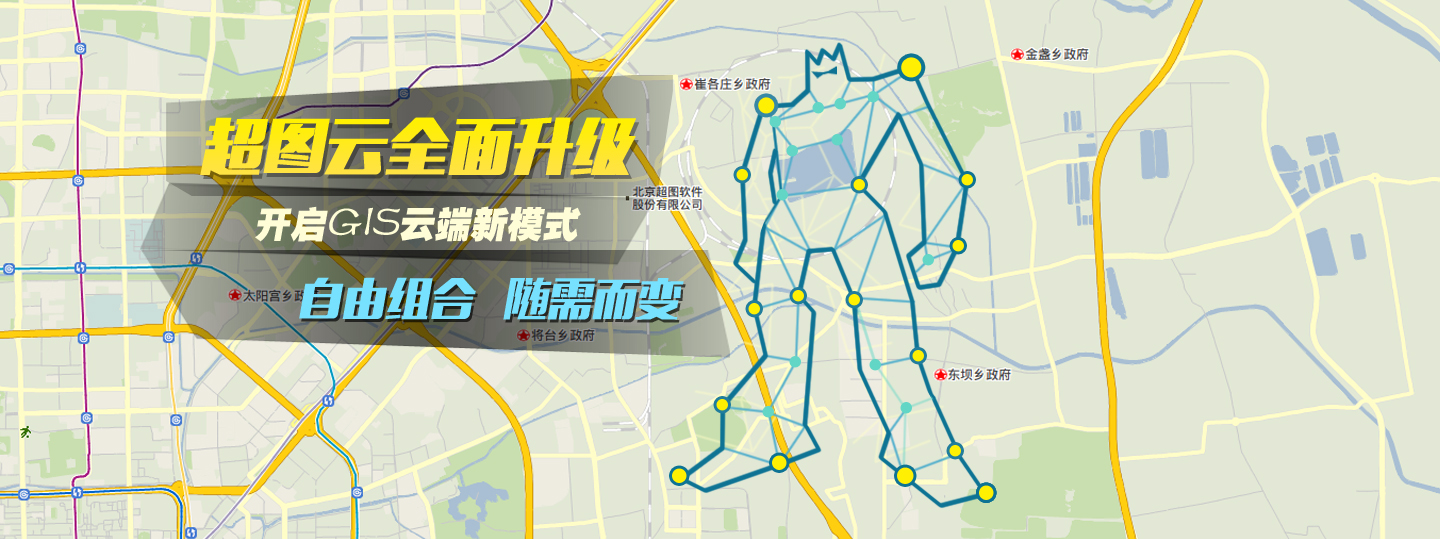 金盏乡政府
崔各庄乡政府
超图云全面升级
北京超图软件
股份有限公司
开启GIS云端新模式
太阳宫乡政
自由组合 随需而变
将台乡政府
东坝乡政府